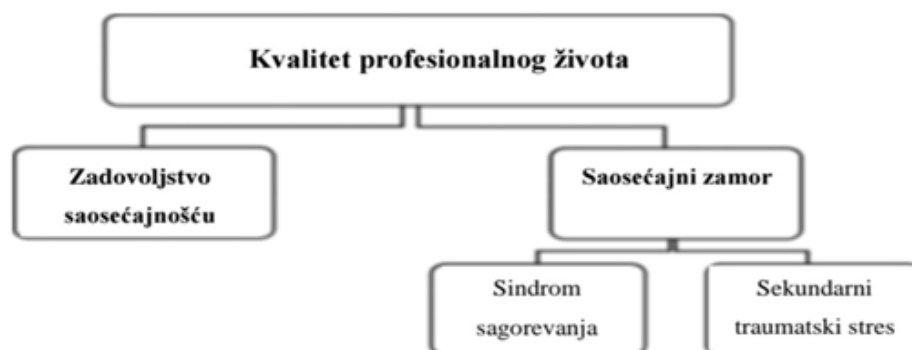 Kvalitet profesionalnog života
Zadovoljstvo
saosećajnošću
Saosećajni zamor
Sindrom
sagorevanja
Sekundarni
traumatski stres